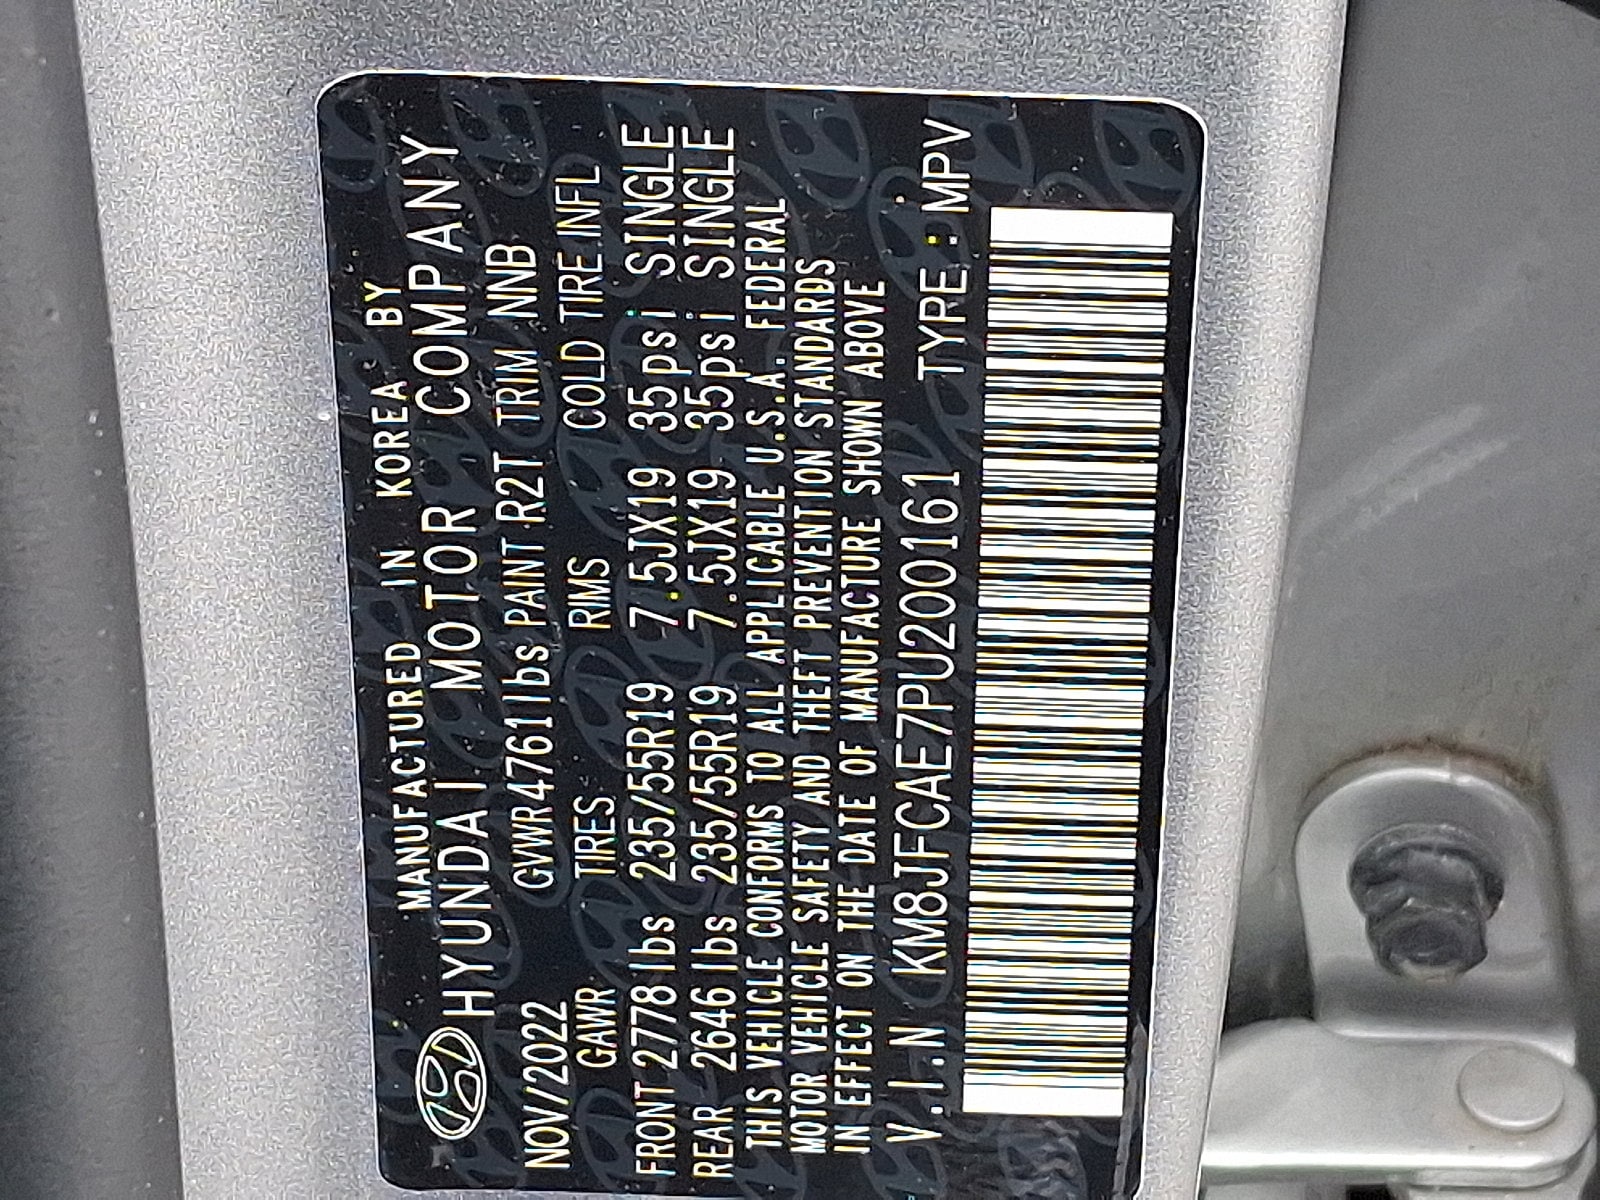 MANUFACTURED IN KOREA BY
HYUNDAI MOTOR COMPANY
NOV/2022 GVWR4761lbs PAINT R2T TRIM NNB
GAWR TIRES RIMS COLD TIRE.INFL
FRONT 2778 lbs 235/55R19 7.5JX19 35psi SINGLE
REAR 2646 lbs 235/55R19 7.5JX19 35psi SINGLE
THIS VEHICLE CONFORMS TO ALL APPLICABLE U.S.A. FEDERAL
MOTOR VEHICLE SAFETY AND THEFT PREVENTION STANDARDS
IN EFFECT ON THE DATE OF MANUFACTURE SHOWN ABOVE
V.I.N KM8JFCAE7PU200161 TYPE : MPV